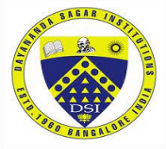 DAYANANDA SAGAR INSTITUTIONS
DSI
ESTD. 1960 BANGALORE INDIA